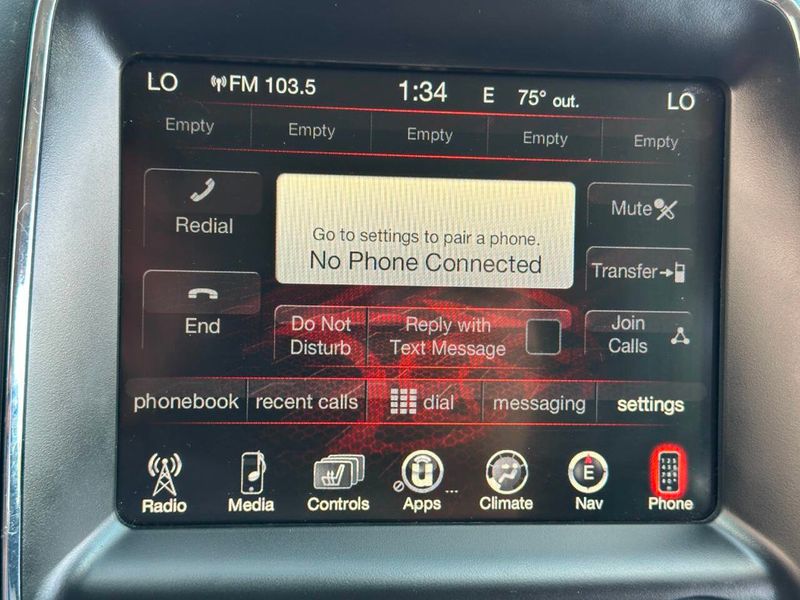 LO FM 103.5 1:34 E 75° out. LO
Empty Empty Empty Empty Empty
Redial
Go to settings to pair a phone.
No Phone Connected
Mute
Transfer
End
Do Not
Disturb
Reply with
Text Message
Join
Calls
phonebook recent calls dial messaging settings
E
Radio Media Controls Apps ... Climate Nav Phone